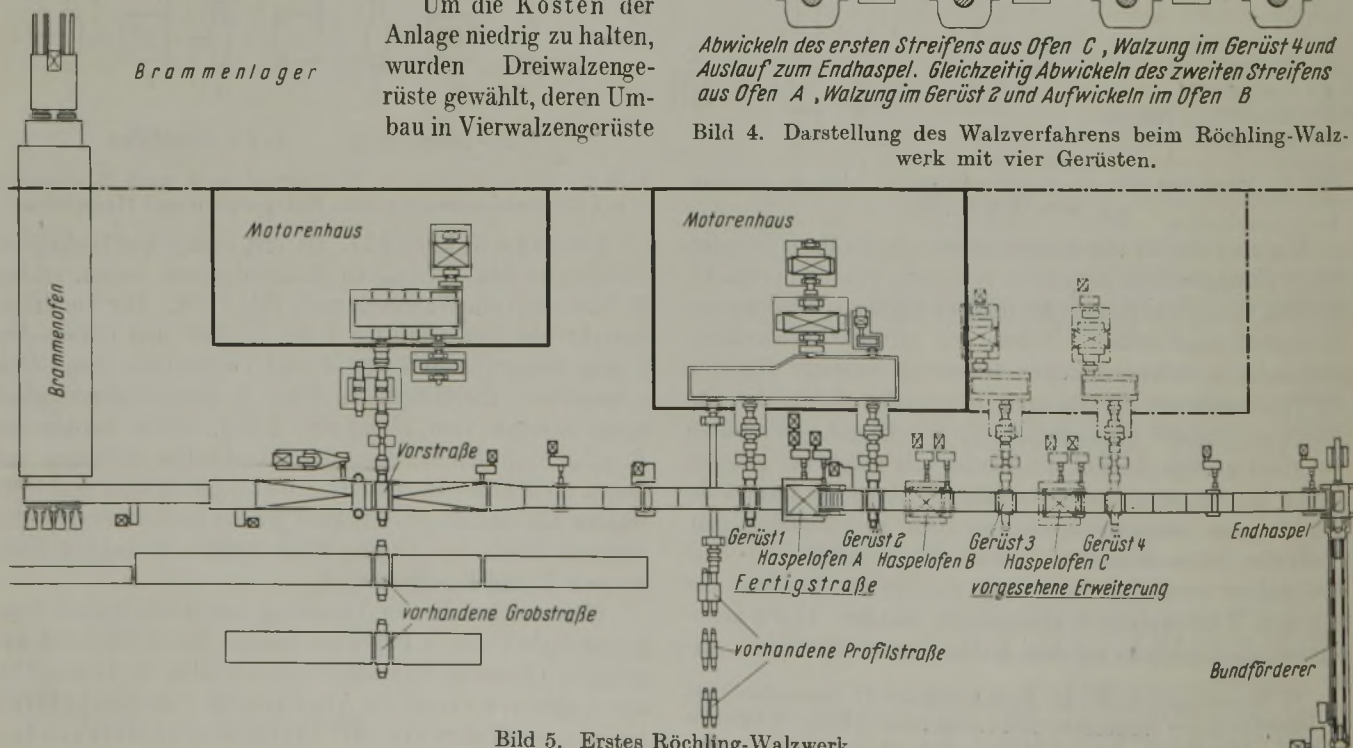 Um die Kosten der
Anlage niedrig zu halten,
wurden Dreiwalzenge-
rüste gewählt, deren Um-
bau in Vierwalzengerüste
Abwickeln des ersten Streifens aus Ofen C, Walzung im Gerüst 4 und
Auslauf zum Endhaspel. Gleichzeitig Abwickeln des zweiten Streifens
aus Ofen A, Walzung im Gerüst 2 und Aufwickeln im Ofen B
Bild 4. Darstellung des Walzverfahrens beim Röchling-Walz-
werk mit vier Gerüsten.
Brammenlager
Brammenofen
Motorenhaus
Motorenhaus
Vorstraße
Gerüst 1
Haspelofen A
Gerüst 2
Haspelofen B
Gerüst 3
Haspelofen C
Gerüst 4
Endhaspel
Fertigstraße
vorgesehene Erweiterung
vorhandene Grobstraße
vorhandene Profilstraße
Bundförderer
Bild 5. Erstes Röchling-Walzwerk